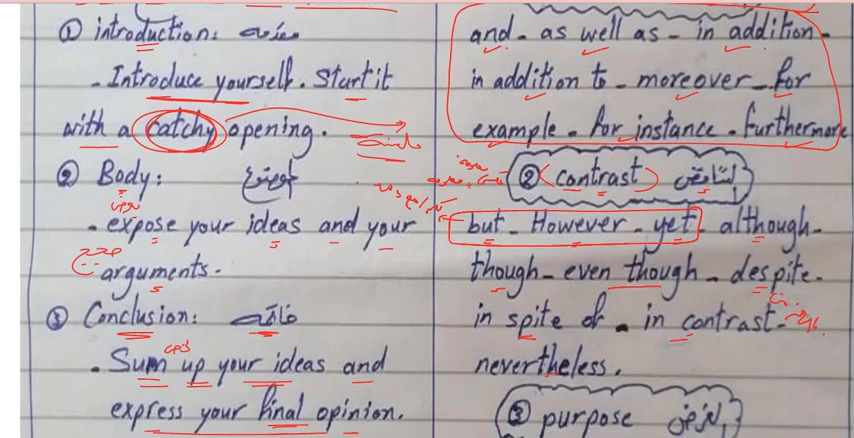 ① introduction: مقدمة
- Introduce yourself. Start it
with a catchy opening.
② Body: الموضوع
- expose your ideas and your
arguments.
③ Conclusion: خاتمة
. Sum up your ideas and
express your final opinion.
and - as well as - in addition -
in addition to - moreover - for
example - for instance - furthermore
② contrast التناقض
but - However - yet - although -
though - even though - despite -
in spite of - in contrast -
nevertheless.
③ purpose الغرض